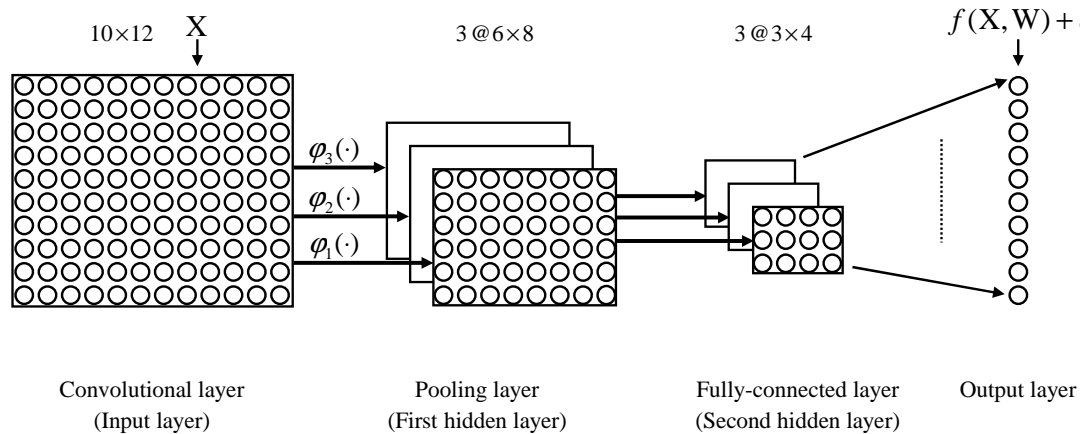 10×12
X
3@6×8
3@3×4
f(X, W) +
φ₃(·)
φ₂(·)
φ₁(·)
Convolutional layer
(Input layer)
Pooling layer
(First hidden layer)
Fully-connected layer
(Second hidden layer)
Output layer